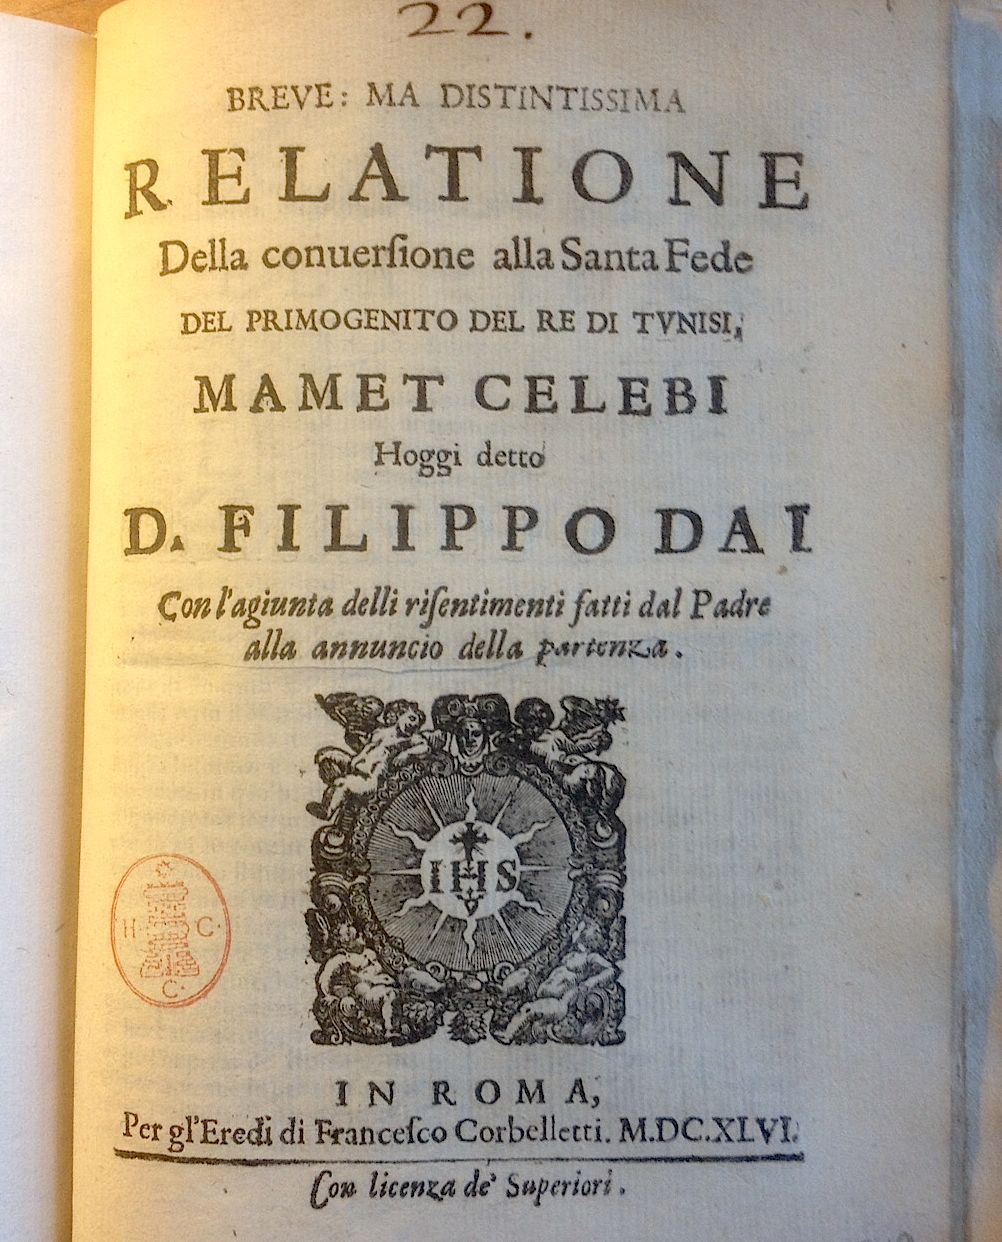 22.
BREVE: MA DISTINTISSIMA
RELATIONE
Della conuerſione alla Santa Fede
DEL PRIMOGENITO DEL RE DI TVNISI,
MAMET CELEBI
Hoggi detto
D. FILIPPO DAI
Con l'agiunta delli riſentimenti fatti dal Padre
alla annuncio della partenza.
IHS
H. C.
C.
IN ROMA,
Per gl'Eredi di Franceſco Corbelletti. M.DC.XLVI.
Con licenza de' Superiori.